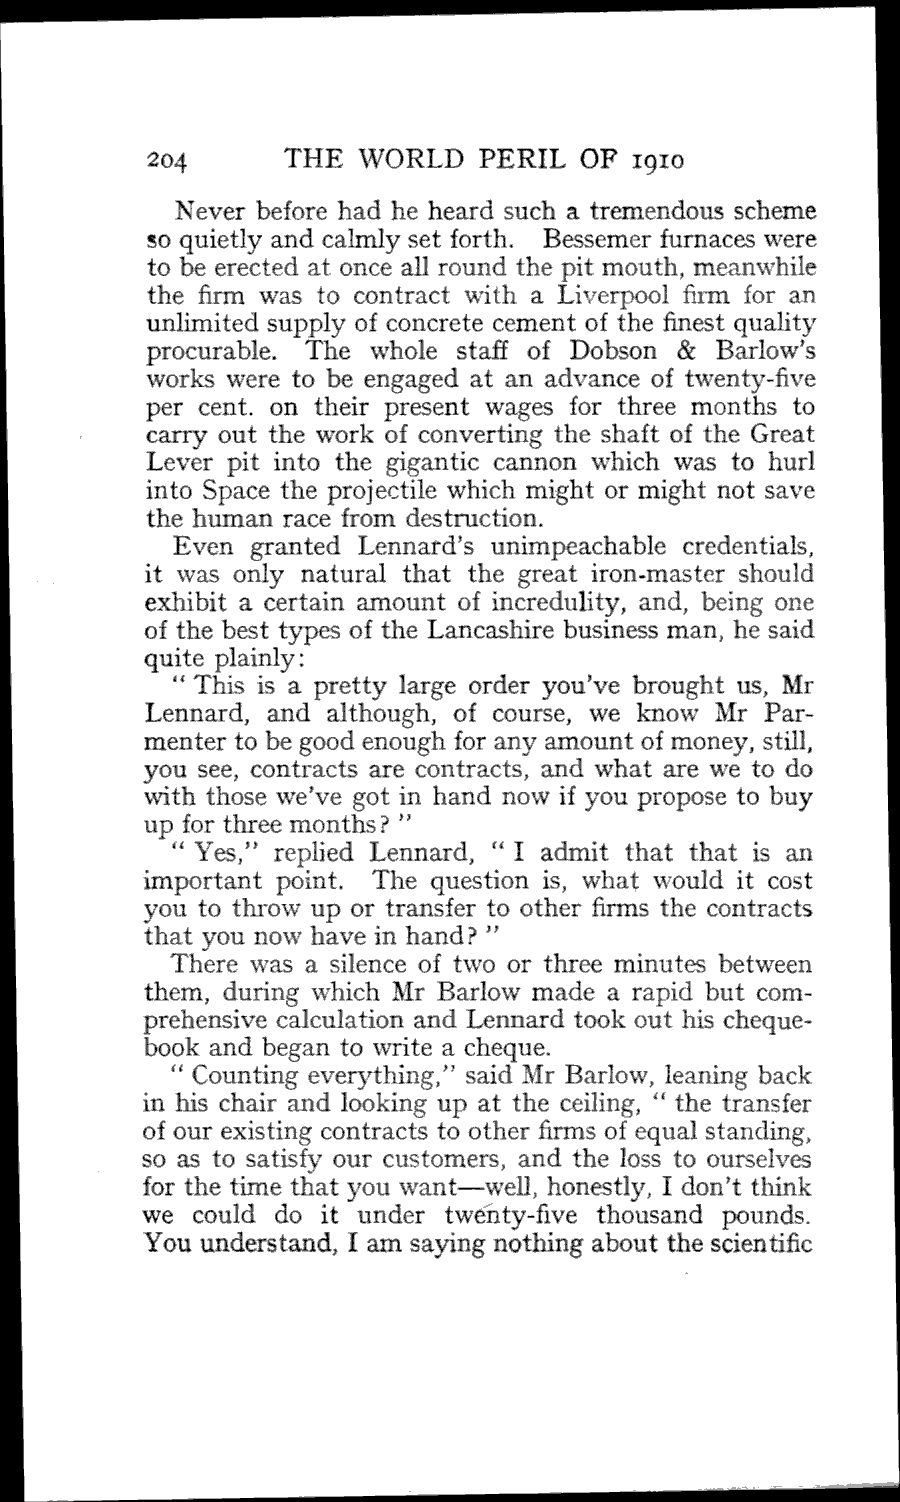 204 THE WORLD PERIL OF 1910
Never before had he heard such a tremendous scheme
so quietly and calmly set forth. Bessemer furnaces were
to be erected at once all round the pit mouth, meanwhile
the firm was to contract with a Liverpool firm for an
unlimited supply of concrete cement of the finest quality
procurable. The whole staff of Dobson & Barlow's
works were to be engaged at an advance of twenty-five
per cent. on their present wages for three months to
carry out the work of converting the shaft of the Great
Lever pit into the gigantic cannon which was to hurl
into Space the projectile which might or might not save
the human race from destruction.
Even granted Lennard's unimpeachable credentials,
it was only natural that the great iron-master should
exhibit a certain amount of incredulity, and, being one
of the best types of the Lancashire business man, he said
quite plainly:
" This is a pretty large order you've brought us, Mr
Lennard, and although, of course, we know Mr Par-
menter to be good enough for any amount of money, still,
you see, contracts are contracts, and what are we to do
with those we've got in hand now if you propose to buy
up for three months? "
" Yes," replied Lennard, " I admit that that is an
important point. The question is, what would it cost
you to throw up or transfer to other firms the contracts
that you now have in hand? "
There was a silence of two or three minutes between
them, during which Mr Barlow made a rapid but com-
prehensive calculation and Lennard took out his cheque-
book and began to write a cheque.
" Counting everything," said Mr Barlow, leaning back
in his chair and looking up at the ceiling, " the transfer
of our existing contracts to other firms of equal standing,
so as to satisfy our customers, and the loss to ourselves
for the time that you want—well, honestly, I don't think
we could do it under twenty-five thousand pounds.
You understand, I am saying nothing about the scientific